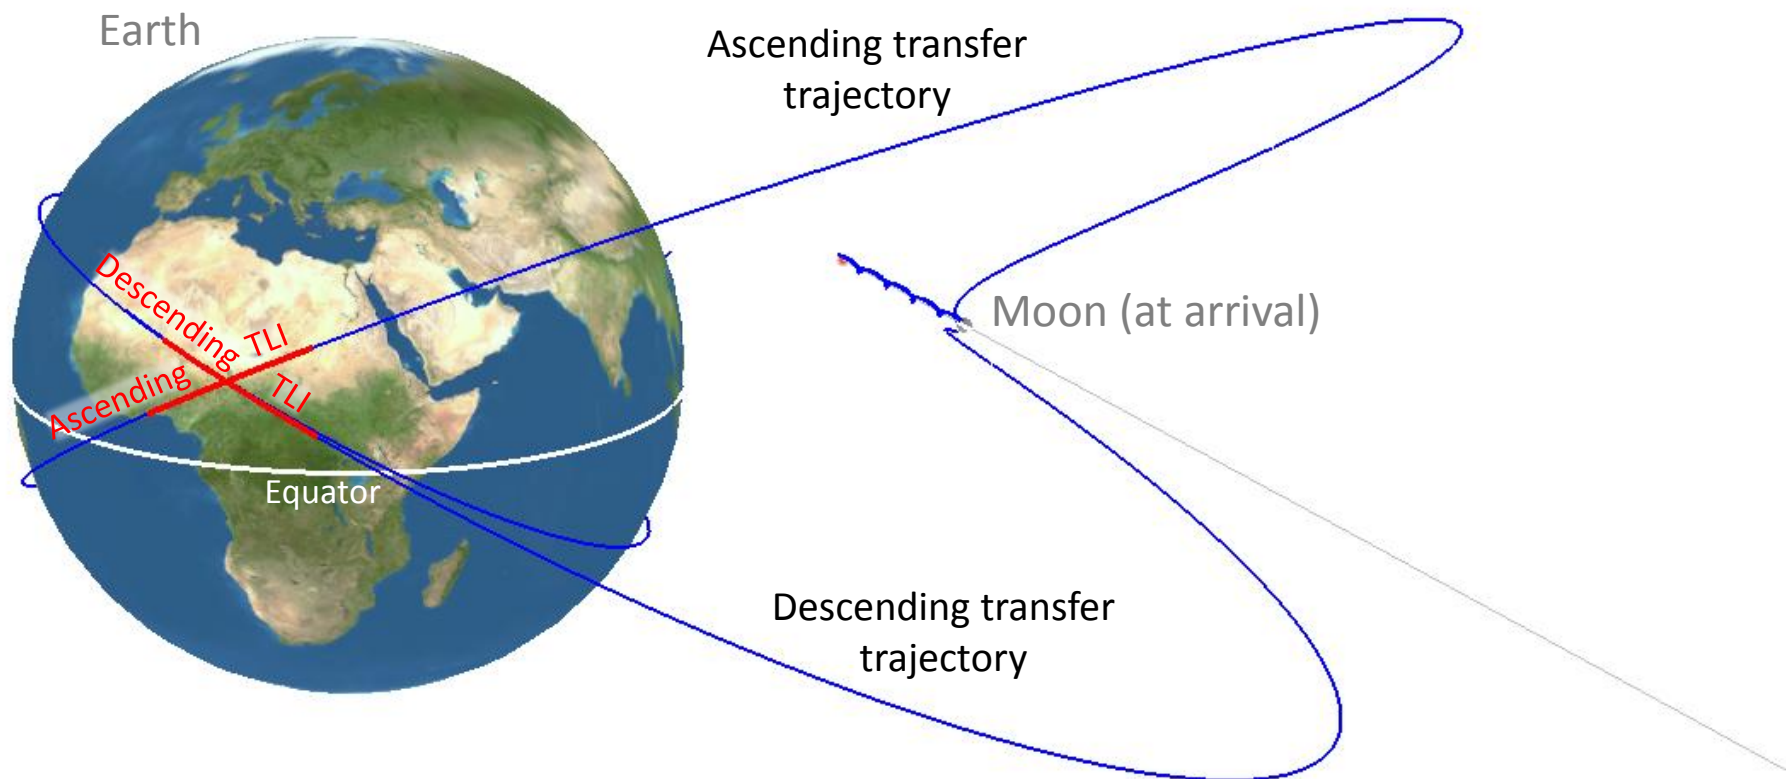 Earth
Ascending transfer
trajectory
Descending TLI
Ascending TLI
Equator
Moon (at arrival)
Descending transfer
trajectory